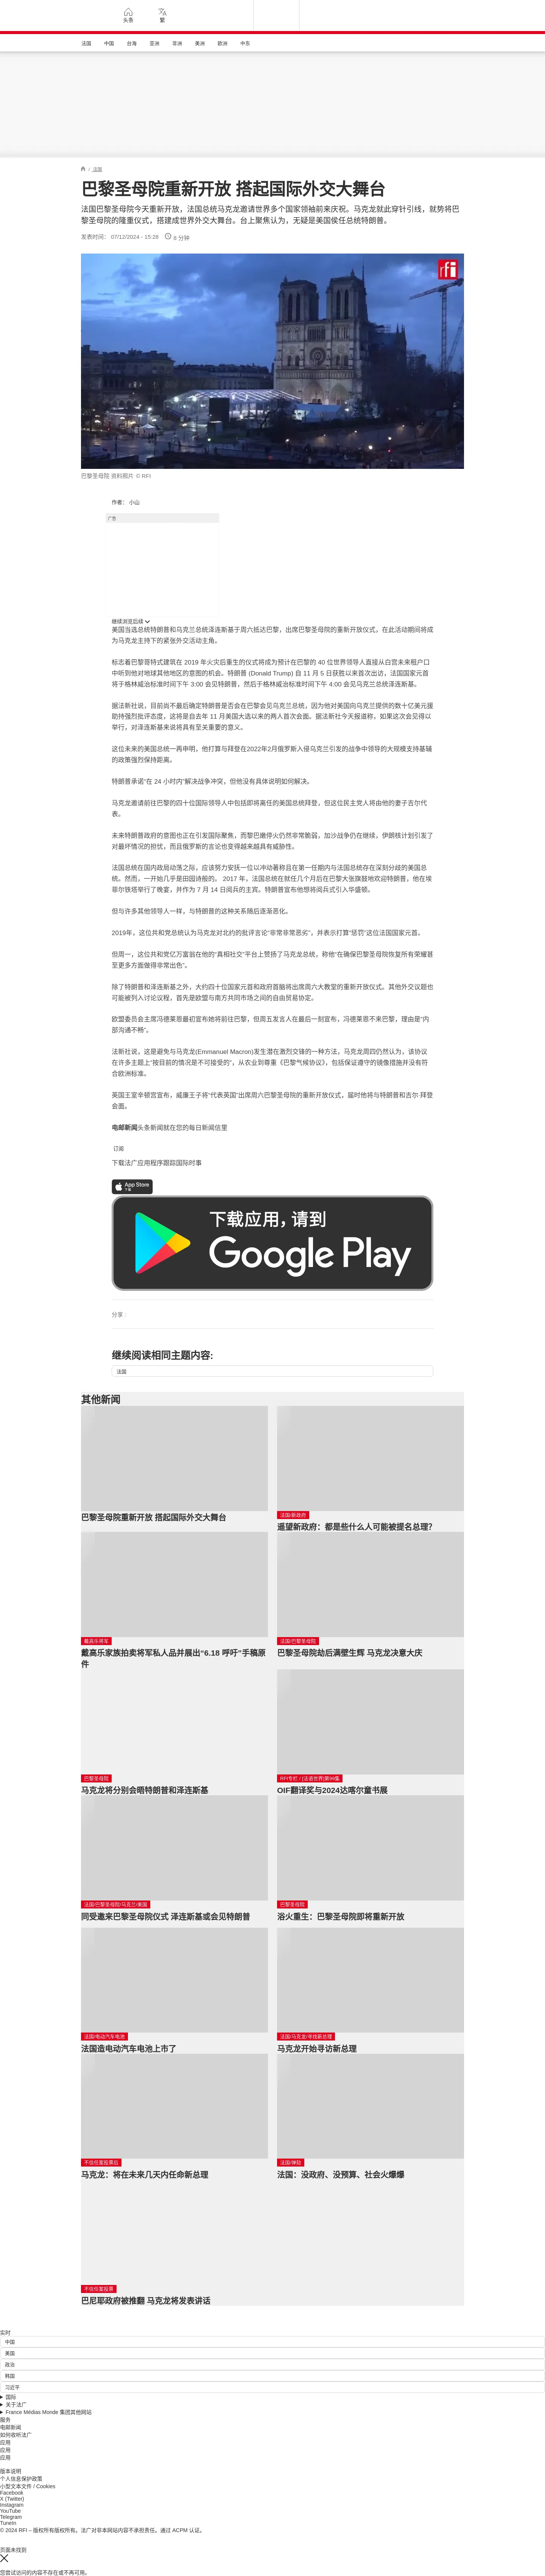 头条
繁
法国
中国
台海
亚洲
非洲
美洲
欧洲
中东
/ 法国
巴黎圣母院重新开放 搭起国际外交大舞台
法国巴黎圣母院今天重新开放，法国总统马克龙邀请世界多个国家领袖前来庆祝。马克龙就此穿针引线，就势将巴
黎圣母院的隆重仪式，搭建成世界外交大舞台。台上聚焦认为，无疑是美国侯任总统特朗普。
发表时间： 07/12/2024 - 15:28
8 分钟
rfi
巴黎圣母院 资料照片 © RFI
作者： 小山
广告
继续浏览后续
美国当选总统特朗普和乌克兰总统泽连斯基于周六抵达巴黎，出席巴黎圣母院的重新开放仪式，在此活动期间将成
为马克龙主持下的紧张外交活动主角。
标志着巴黎哥特式建筑在 2019 年火灾后重生的仪式将成为预计在巴黎的 40 位世界领导人直接从白宫未来租户口
中听到他对地球其他地区的意图的机会。特朗普 (Donald Trump) 自 11 月 5 日获胜以来首次出访，法国国家元首
将于格林威治标准时间下午 3:00 会见特朗普，然后于格林威治标准时间下午 4:00 会见乌克兰总统泽连斯基。
据法新社说，目前尚不最后确定特朗普是否会在巴黎会见乌克兰总统，因为他对美国向乌克兰提供的数十亿美元援
助持强烈批评态度，这将是自去年 11 月美国大选以来的两人首次会面。据法新社今天报道称，如果这次会见得以
举行，对泽连斯基来说将具有至关重要的意义。
这位未来的美国总统一再申明，他打算与拜登在2022年2月俄罗斯入侵乌克兰引发的战争中领导的大规模支持基辅
的政策强烈保持距离。
特朗普承诺"在 24 小时内"解决战争冲突，但他没有具体说明如何解决。
马克龙邀请前往巴黎的四十位国际领导人中包括即将离任的美国总统拜登，但这位民主党人将由他的妻子吉尔代
表。
未来特朗普政府的意图也正在引发国际聚焦，而黎巴嫩停火仍然非常脆弱，加沙战争仍在继续，伊朗核计划引发了
对最坏情况的担忧，而且俄罗斯的言论也变得越来越具有威胁性。
法国总统在国内政局动荡之际，应该努力安抚一位以冲动著称且在第一任期内与法国总统存在深刻分歧的美国总
统。然而，一开始几乎是田园诗般的。 2017 年，法国总统在就任几个月后在巴黎大张旗鼓地欢迎特朗普，他在埃
菲尔铁塔举行了晚宴，并作为 7 月 14 日阅兵的主宾。特朗普宣布他想将阅兵式引入华盛顿。
但与许多其他领导人一样，与特朗普的这种关系随后逐渐恶化。
2019年，这位共和党总统认为马克龙对北约的批评言论"非常非常恶劣"，并表示打算"惩罚"这位法国国家元首。
但周一，这位共和党亿万富翁在他的"真相社交"平台上赞扬了马克龙总统，称他"在确保巴黎圣母院恢复所有荣耀甚
至更多方面做得非常出色"。
除了特朗普和泽连斯基之外，大约四十位国家元首和政府首脑将出席周六大教堂的重新开放仪式。其他外交议题也
可能被列入讨论议程，首先是欧盟与南方共同市场之间的自由贸易协定。
欧盟委员会主席冯德莱恩最初宣布她将前往巴黎，但周五发言人在最后一刻宣布，冯德莱恩不来巴黎，理由是"内
部沟通不畅"。
法新社说，这是避免与马克龙(Emmanuel Macron)发生潜在激烈交锋的一种方法，马克龙周四仍然认为，该协议
在许多主题上"按目前的情况是不可接受的"，从农业到尊重《巴黎气候协议》，包括保证遵守的镜像措施并没有符
合欧洲标准。
英国王室辛顿宫宣布，威廉王子将"代表英国"出席周六巴黎圣母院的重新开放仪式，届时他将与特朗普和吉尔·拜登
会面。
电邮新闻头条新闻就在您的每日新闻信里
订阅
下载法广应用程序跟踪国际时事
App Store
下载
下载应用，请到
Google Play
分享 :
继续阅读相同主题内容:
法国
其他新闻
巴黎圣母院重新开放 搭起国际外交大舞台
法国/新政府
遥望新政府：都是些什么人可能被提名总理?
戴高乐将军
戴高乐家族拍卖将军私人品并展出“6.18 呼吁”手稿原
件
法国/巴黎圣母院
巴黎圣母院劫后满壁生辉 马克龙决意大庆
巴黎圣母院
马克龙将分别会晤特朗普和泽连斯基
RFI专栏 / [法语世界]第90集
OIF翻译奖与2024达喀尔童书展
法国/巴黎圣母院/乌克兰/美国
同受邀来巴黎圣母院仪式 泽连斯基或会见特朗普
巴黎圣母院
浴火重生：巴黎圣母院即将重新开放
法国/电动汽车电池
法国造电动汽车电池上市了
法国/马克龙/寻找新总理
马克龙开始寻访新总理
不信任案投票后
马克龙：将在未来几天内任命新总理
法国/弹劾
法国：没政府、没预算、社会火爆爆
不信任案投票
巴尼耶政府被推翻 马克龙将发表讲话
实时
中国
美国
政治
韩国
习近平
国际
关于法广
France Médias Monde 集团其他网站
服务
电邮新闻
如何收听法广
应用
应用
应用
版本说明
个人信息保护政策
小型文本文件 / Cookies
Facebook
X (Twitter)
Instagram
YouTube
Telegram
TuneIn
© 2024 RFI – 版权所有版权所有。法广对非本网站内容不承担责任。通过 ACPM 认证。
页面未找到
您尝试访问的内容不存在或不再可用。